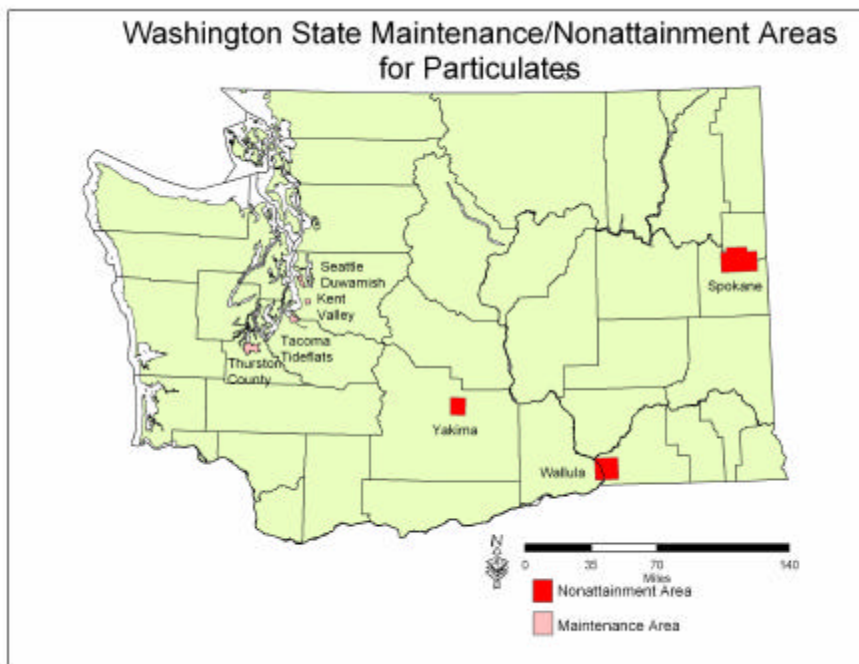 Washington State Maintenance/Nonattainment Areas
for Particulates
Seattle
Duwamish
Kent
Valley
Tacoma
Tideflats
Thurston
County
Spokane
Yakima
Wallula
N
0 35 70 140
Miles
Nonattainment Area
Maintenance Area